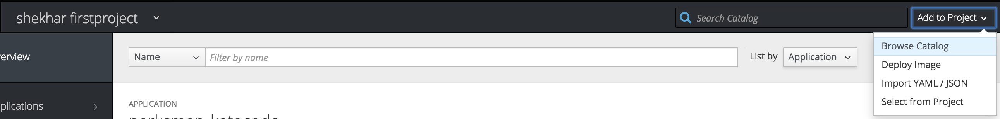 shekhar firstproject
Search Catalog
Add to Project
Browse Catalog
Deploy Image
Import YAML / JSON
Select from Project
erview
Name
Filter by name
List by
Application
plications
APPLICATION